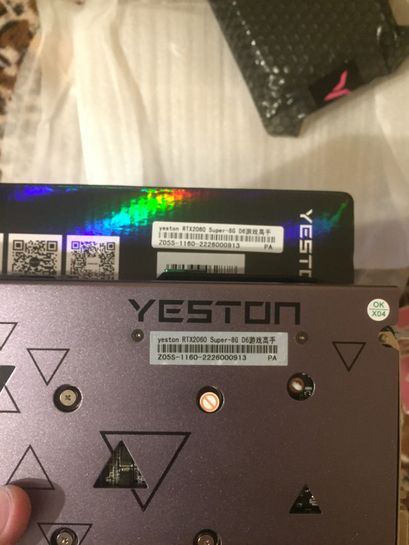 yeston RTX2060 Super-8G D6游戏高手
Z05S-1160-2226000913 PA
YESTON
YESTON
OK
X04
yeston RTX2060 Super-8G D6游戏高手
Z05S-1160-2226000913 PA